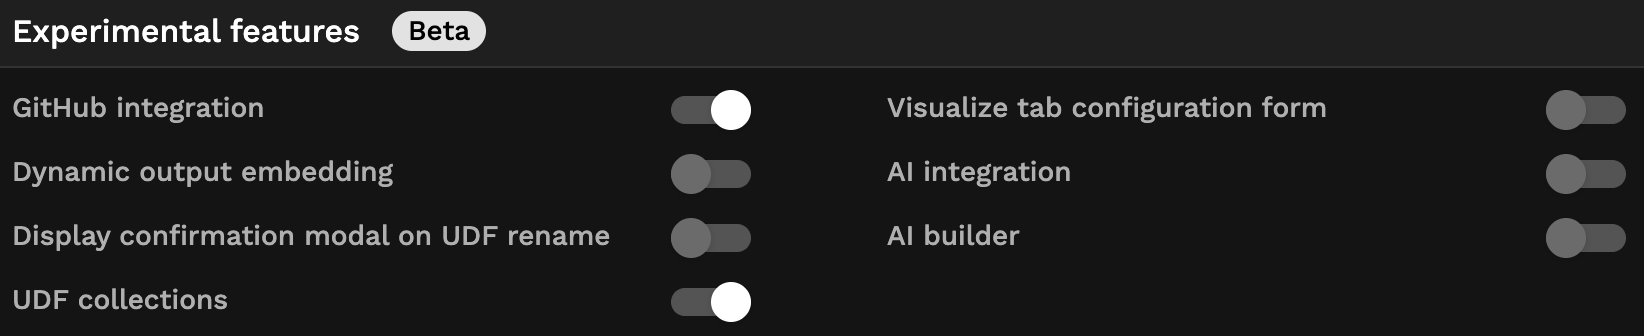 Experimental features Beta
GitHub integration
Dynamic output embedding
Display confirmation modal on UDF rename
UDF collections
Visualize tab configuration form
AI integration
AI builder